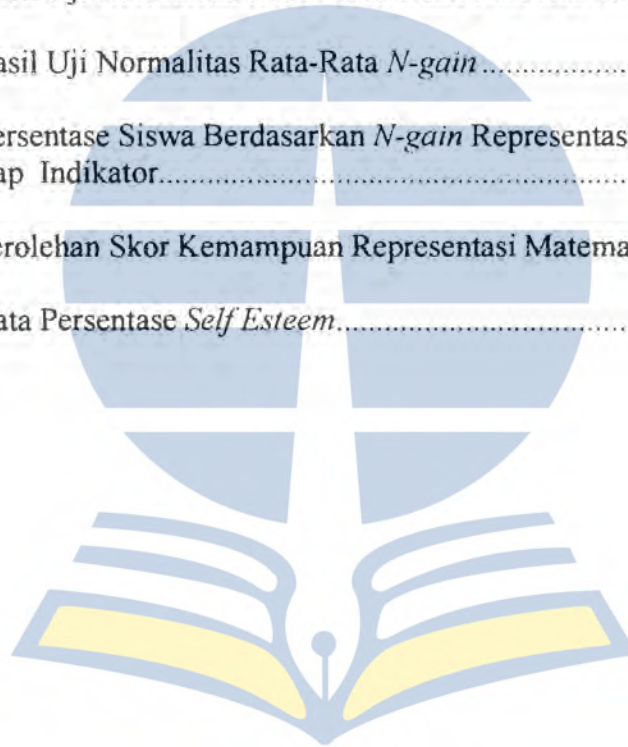 asil Uji Normalitas Rata-Rata N-gain....................
ersentase Siswa Berdasarkan N-gain Representas
ap Indikator..............................................................
erolehan Skor Kemampuan Representasi Matema
ata Persentase Self Esteem......................................